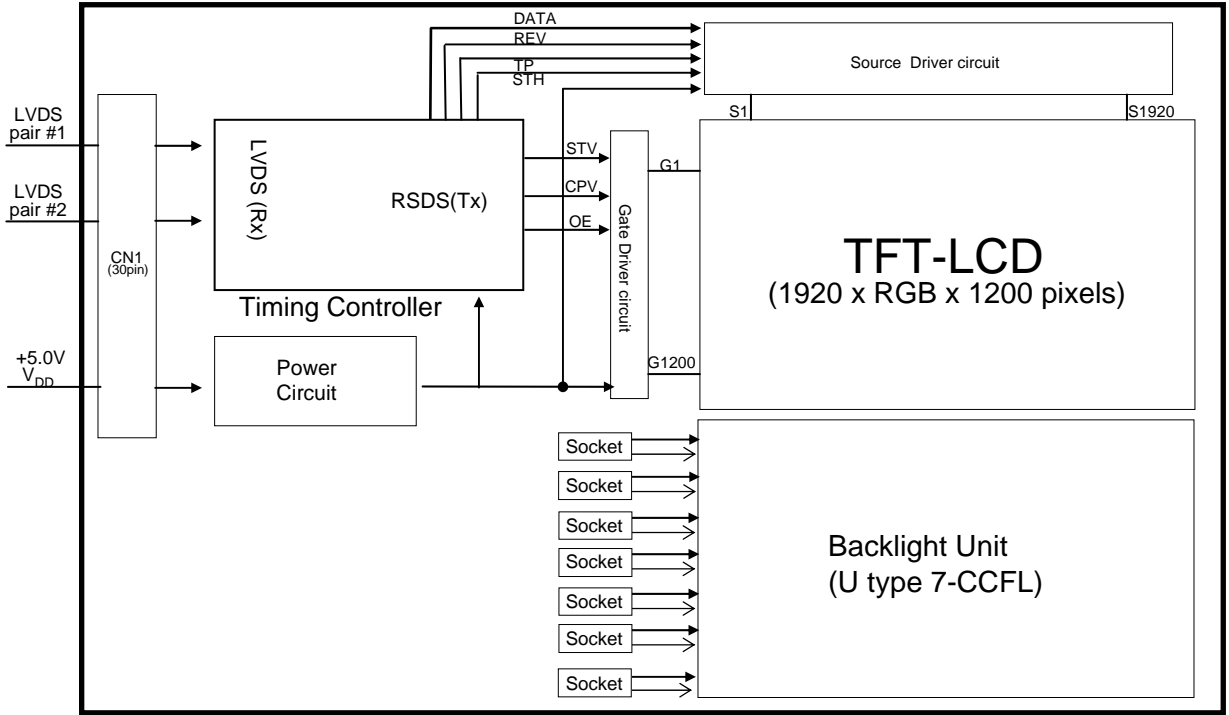 DATA
REV
TP
STH
Source Driver circuit
S1
S1920
LVDS
pair #1
LVDS
pair #2
CN1
(30pin)
+5.0V
VDD
LVDS (Rx)
RSDS(Tx)
Timing Controller
STV
CPV
OE
Gate Driver circuit
G1
G1200
TFT-LCD
(1920 x RGB x 1200 pixels)
Power
Circuit
Socket
Socket
Socket
Socket
Socket
Socket
Socket
Backlight Unit
(U type 7-CCFL)